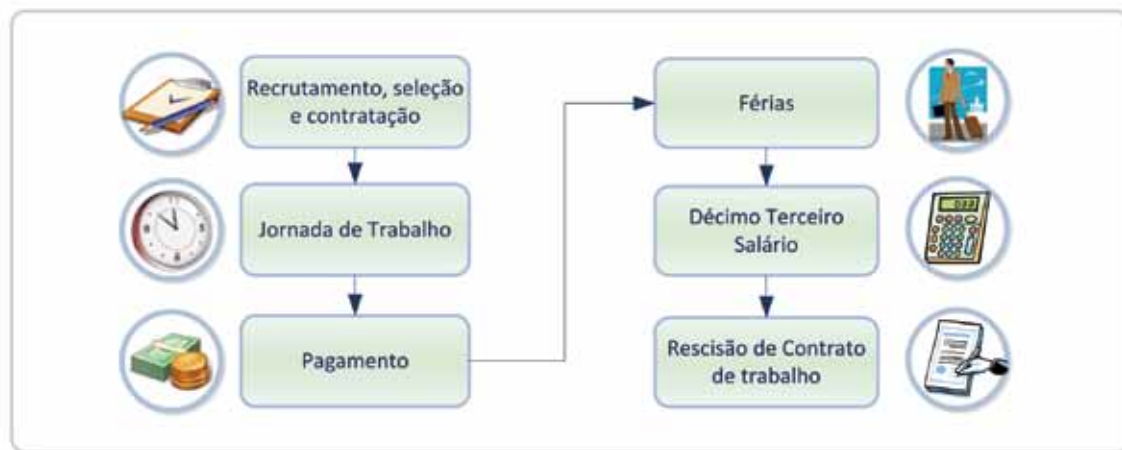 Recrutamento, seleção
e contratação
Jornada de Trabalho
Pagamento
Férias
Décimo Terceiro
Salário
Rescisão de Contrato
de trabalho